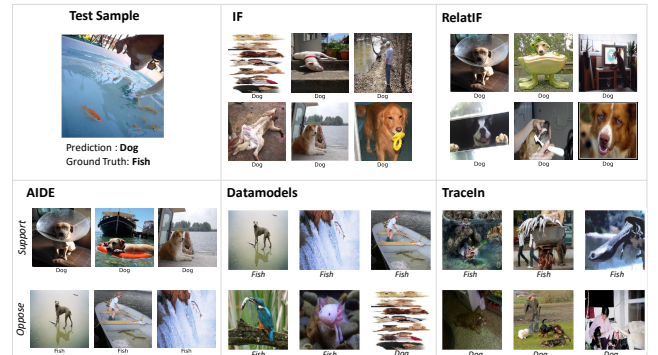 Test Sample
Prediction : Dog
Ground Truth: Fish
IF
Dog Dog Dog
Dog Dog Dog
RelatIF
Dog Dog Dog
Dog Dog Dog
AIDE
Support
Dog Dog Dog
Oppose
Fish Fish Fish
Datamodels
Fish Fish Fish
Fish Fish Dog
TraceIn
Fish Fish Fish
Dog Dog Dog